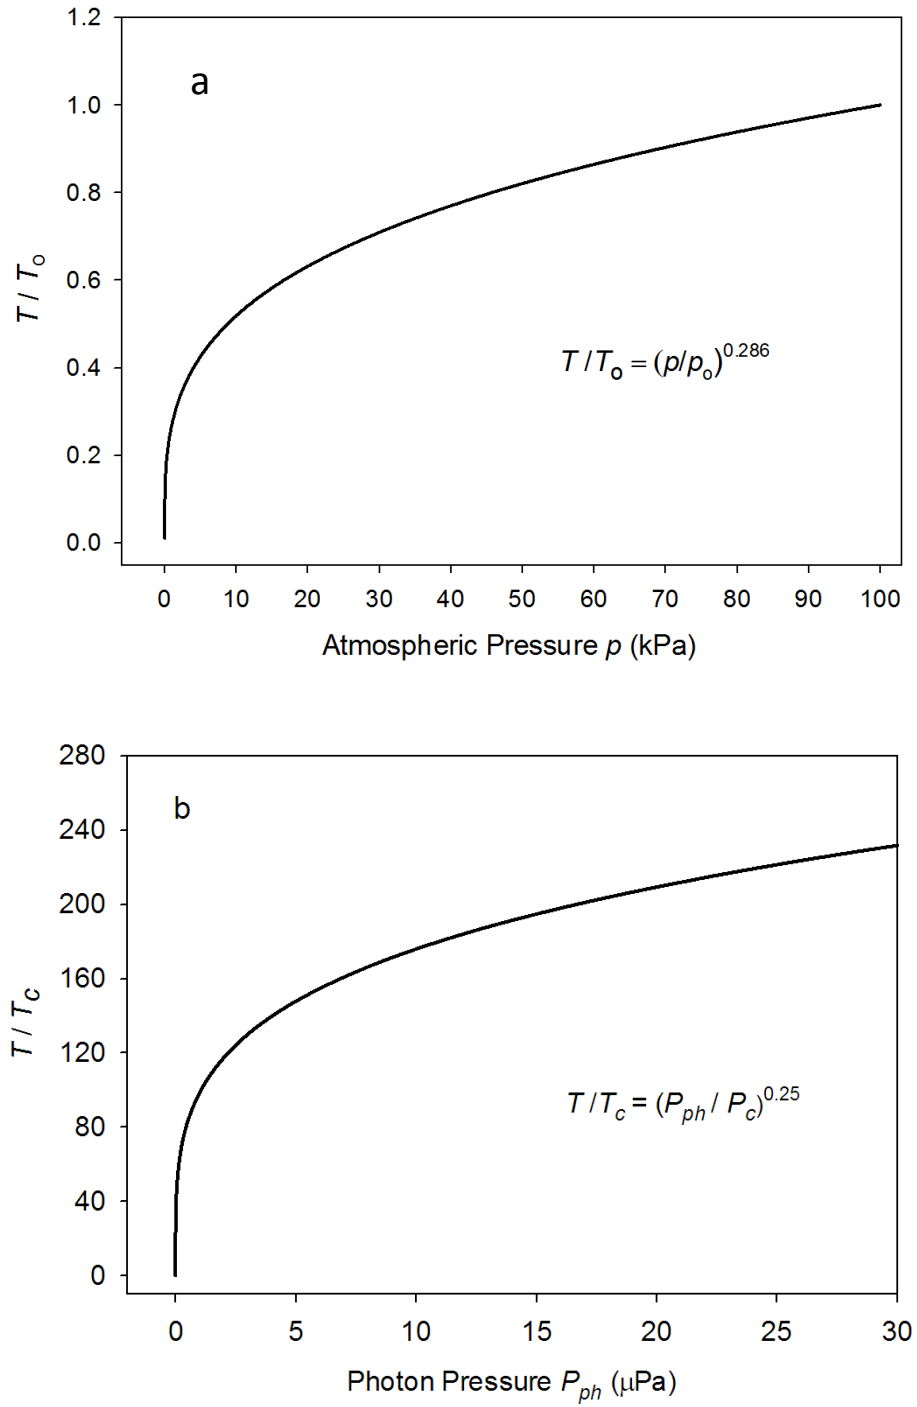 1.2
a
1.0
0.8
0.6
0.4
0.2
0.0
T / To
T / To = (p/po)0.286
0 10 20 30 40 50 60 70 80 90 100
Atmospheric Pressure p (kPa)
280
b
240
200
160
120
80
40
0
T / Tc
T / Tc = (Pph / Pc)0.25
0 5 10 15 20 25 30
Photon Pressure Pph (μPa)